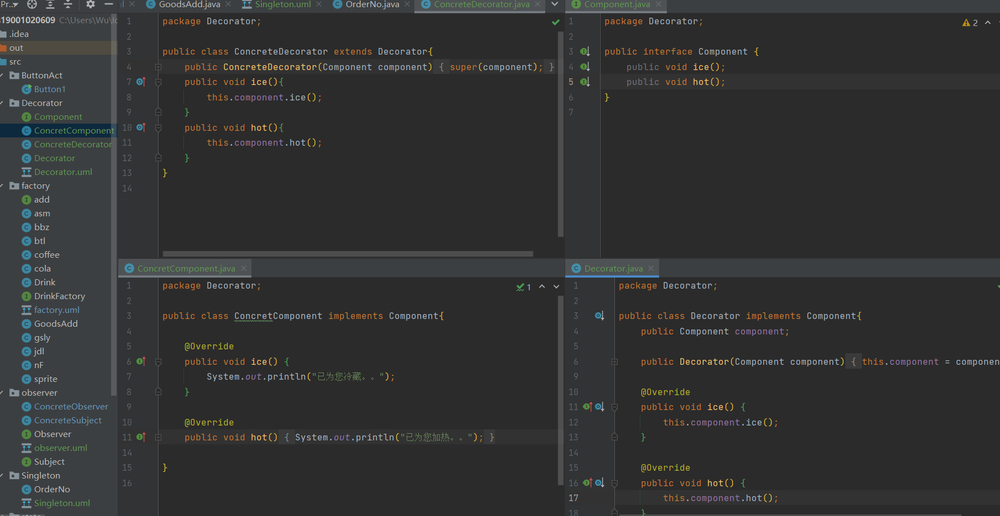 Pr...
GoodsAdd.java
Singleton.uml
OrderNo.java
ConcreteDecorator.java
Component.java
19001020609 C:\Users\Wu\Ic
.idea
out
src
ButtonAct
Button1
Decorator
Component
ConcretComponent
ConcreteDecorator
Decorator
Decorator.uml
factory
add
asm
bbz
btl
coffee
cola
Drink
DrinkFactory
factory.uml
GoodsAdd
gsly
jdl
nF
sprite
observer
ConcreteObserver
ConcreteSubject
Observer
observer.uml
Subject
Singleton
OrderNo
Singleton.uml
1 package Decorator;
2
3 public class ConcreteDecorator extends Decorator{
4 public ConcreteDecorator(Component component) { super(component); }
7 public void ice(){
8 this.component.ice();
9 }
10 public void hot(){
11 this.component.hot();
12 }
13 }
14
2
1 package Decorator;
2
3 public interface Component {
4 public void ice();
5 public void hot();
6 }
7
ConcretComponent.java
1
1 package Decorator;
2
3 public class ConcretComponent implements Component{
4
5 @Override
6 public void ice() {
7 System.out.println("已为您冷藏。。");
8 }
9
10 @Override
11 public void hot() { System.out.println("已为您加热。。"); }
14
15 }
16
Decorator.java
1 package Decorator;
2
3 public class Decorator implements Component{
4 public Component component;
5
6 public Decorator(Component component) { this.component = componen
9
10 @Override
11 public void ice() {
12 this.component.ice();
13 }
14
15 @Override
16 public void hot() {
17 this.component.hot();
18 }